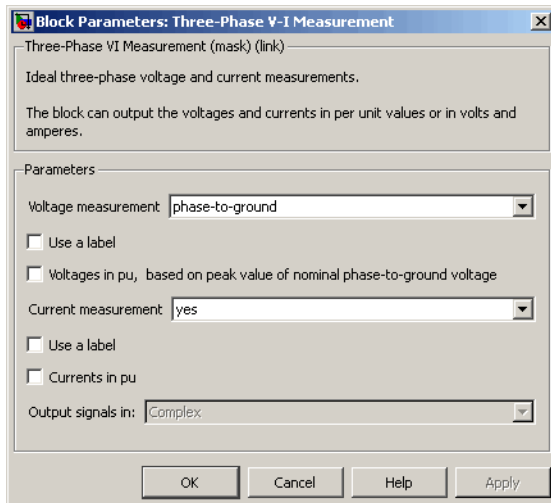 Block Parameters: Three-Phase V-I Measurement
Three-Phase VI Measurement (mask) (link)
Ideal three-phase voltage and current measurements.
The block can output the voltages and currents in per unit values or in volts and
amperes.
Parameters
Voltage measurement phase-to-ground
Use a label
Voltages in pu, based on peak value of nominal phase-to-ground voltage
Current measurement yes
Use a label
Currents in pu
Output signals in: Complex
OK Cancel Help Apply